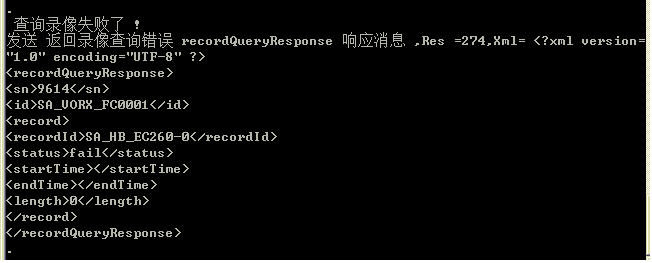 查询录像失败了 !
发送 返回录像查询错误 recordQueryResponse 响应消息 ,Res =274,Xml= <?xml version=
"1.0" encoding="UTF-8" ?>
<recordQueryResponse>
<sn>9614</sn>
<id>SA_VORX_FC0001</id>
<record>
<recordId>SA_HB_EC260-0</recordId>
<status>fail</status>
<startTime></startTime>
<endTime></endTime>
<length>0</length>
</record>
</recordQueryResponse>